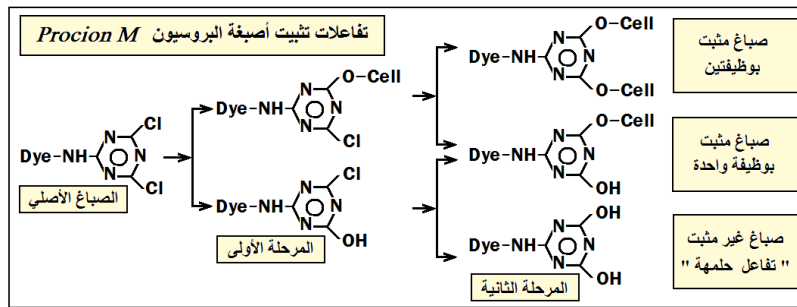 تفاعلات تثبيت أصبغة البروسيون Procion M
Dye-NH
N
N
N
Cl
Cl
الصباغ الأصلي
Dye-NH
N
N
N
O-Cell
Cl
Dye-NH
N
N
N
Cl
OH
المرحلة الأولى
Dye-NH
N
N
N
O-Cell
O-Cell
Dye-NH
N
N
N
O-Cell
OH
Dye-NH
N
N
N
OH
OH
المرحلة الثانية
صباغ مثبت
بوظيفتين
صباغ مثبت
بوظيفة واحدة
صباغ غير مثبت
" تفاعل حلمهة "